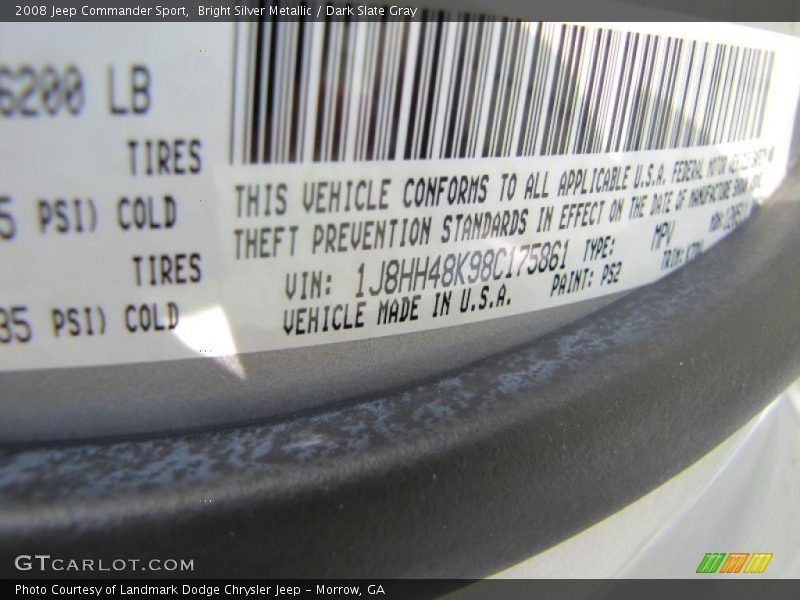 2008 Jeep Commander Sport, Bright Silver Metallic / Dark Slate Gray
6200 LB
TIRES
5 PSI) COLD
TIRES
35 PSI) COLD
THIS VEHICLE CONFORMS TO ALL APPLICABLE U.S.A. FEDERAL MOTOR
THEFT PREVENTION STANDARDS IN EFFECT ON THE DATE OF MANUFACTURE
VIN: 1J8HH48K98C175861 TYPE: MPV
VEHICLE MADE IN U.S.A. PAINT: PS2 TRIM:
GTCARLOT.COM
Photo Courtesy of Landmark Dodge Chrysler Jeep - Morrow, GA